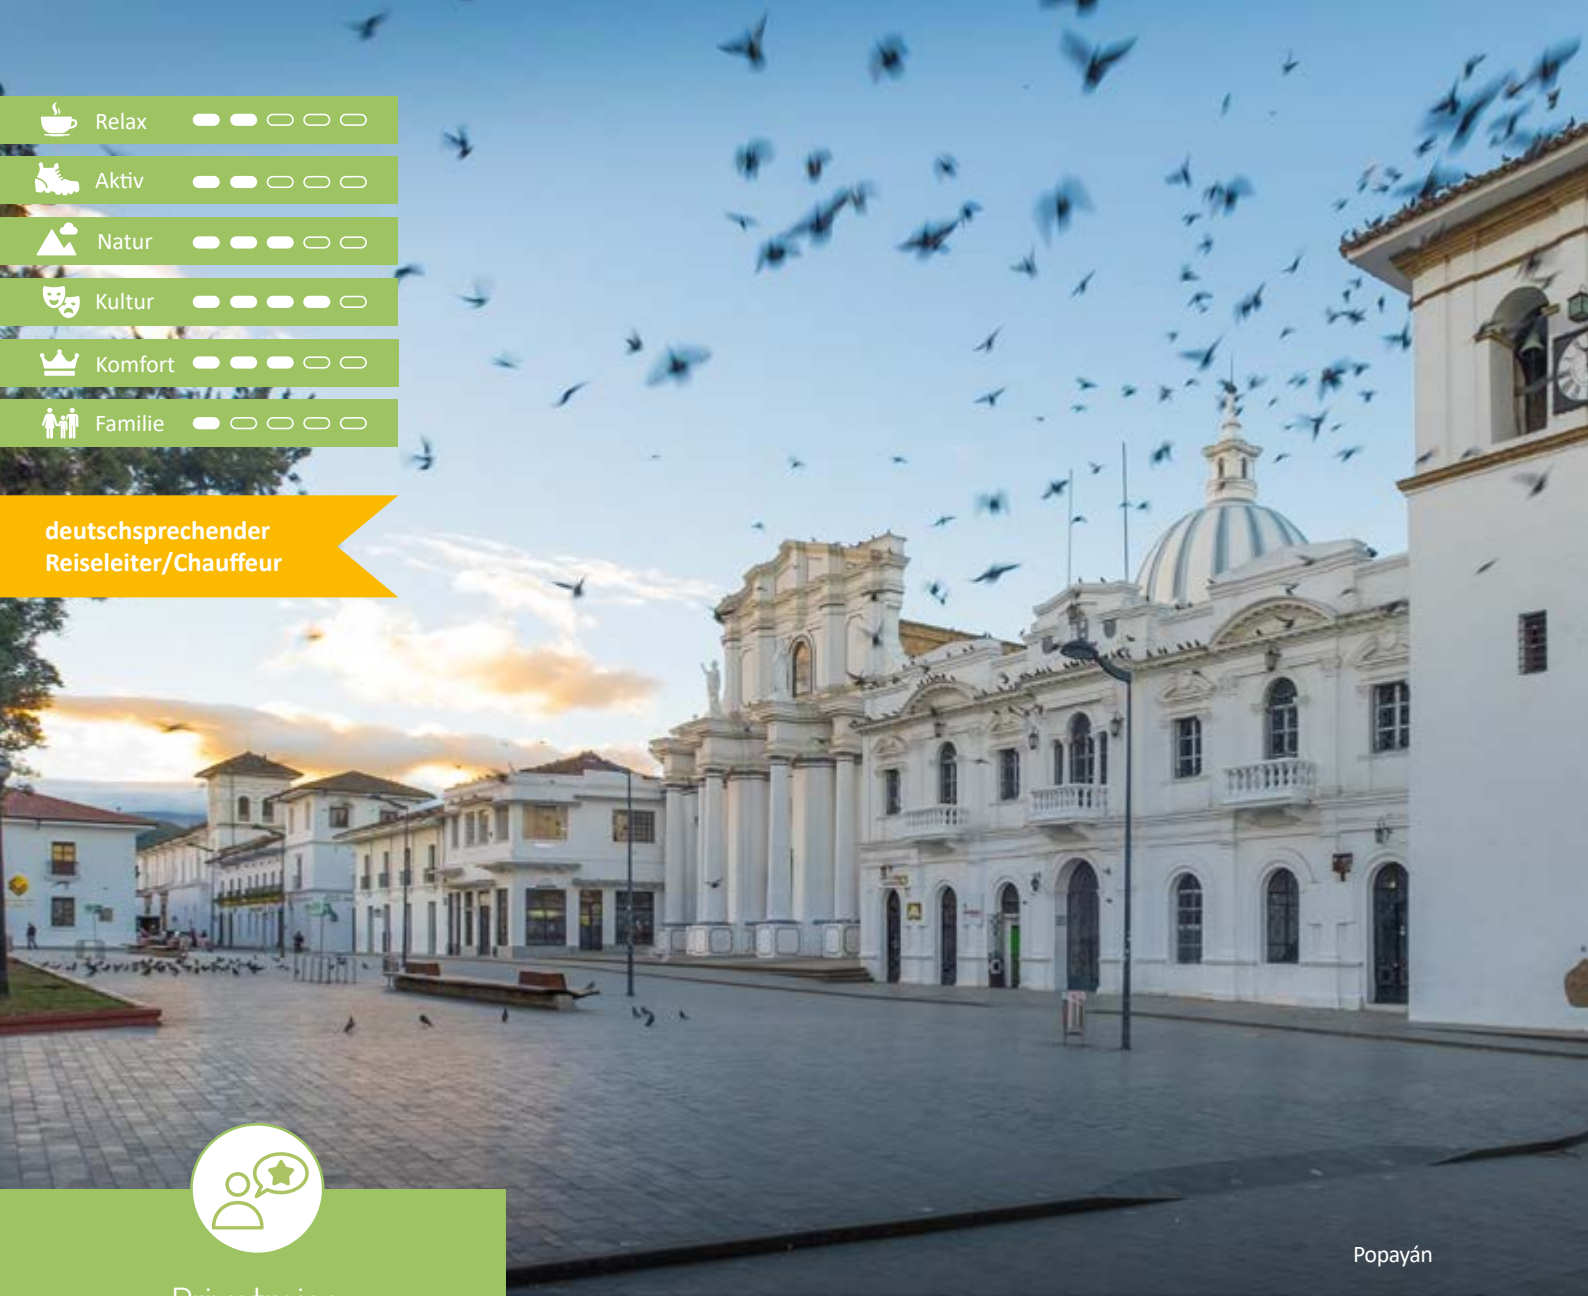 Relax
Aktiv
Natur
Kultur
Komfort
Familie
deutschsprechender
Reiseleiter/Chauffeur
Popayán